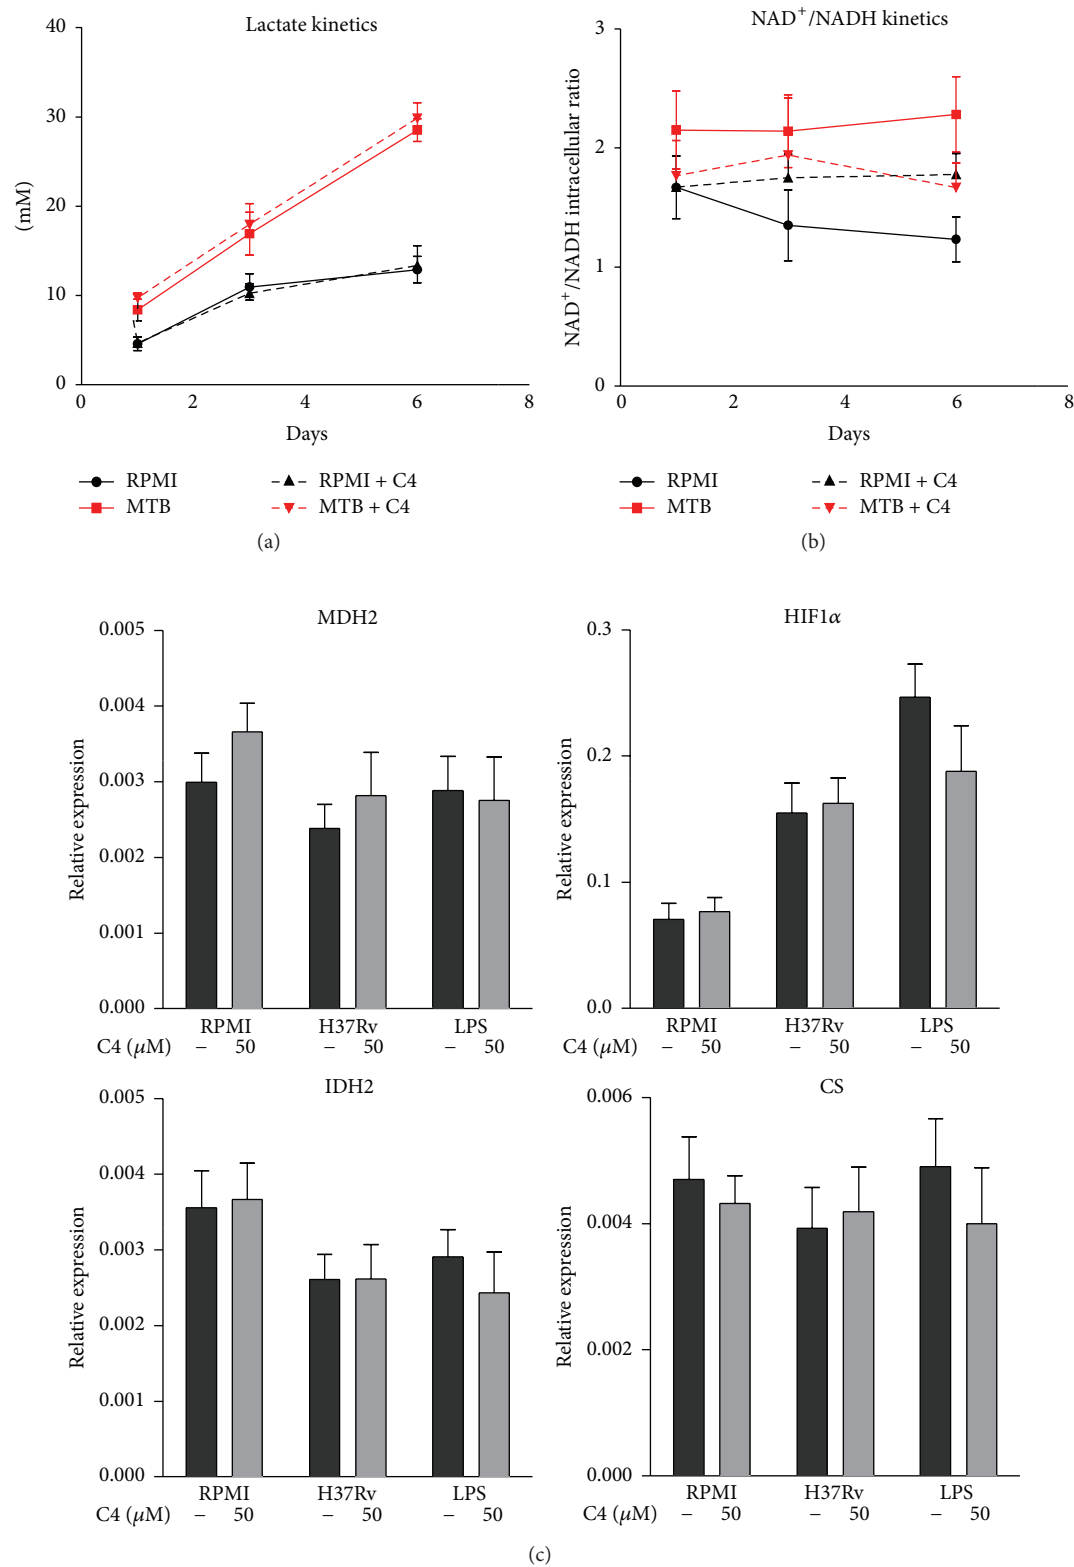 Lactate kinetics
40
30
20
10
0
(mM)
0 2 4 6 8
Days
RPMI
RPMI + C4
MTB
MTB + C4
(a)
NAD+/NADH kinetics
3
2
1
0
NAD+/NADH intracellular ratio
0 2 4 6 8
Days
RPMI
RPMI + C4
MTB
MTB + C4
(b)
MDH2
0.005
0.004
0.003
0.002
0.001
0.000
Relative expression
RPMI H37Rv LPS
C4 (μM) – 50 – 50 – 50
HIF1α
0.3
0.2
0.1
0.0
Relative expression
RPMI H37Rv LPS
C4 (μM) – 50 – 50 – 50
IDH2
0.005
0.004
0.003
0.002
0.001
0.000
Relative expression
RPMI H37Rv LPS
C4 (μM) – 50 – 50 – 50
CS
0.006
0.004
0.002
0.000
Relative expression
RPMI H37Rv LPS
C4 (μM) – 50 – 50 – 50
(c)